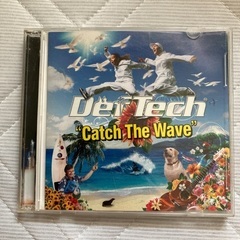 Def Tech
"Catch The Wave"